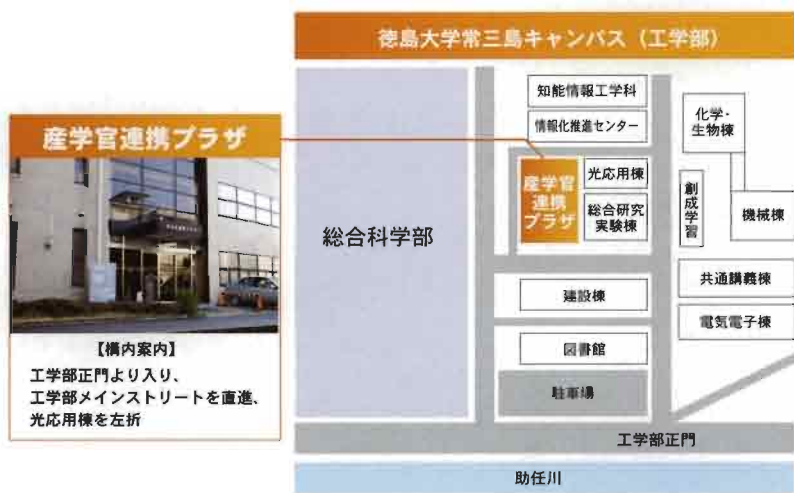 徳島大学常三島キャンパス（工学部）
産学官連携プラザ
【構内案内】
工学部正門より入り、
工学部メインストリートを直進、
光応用棟を左折
総合科学部
知能情報工学科
情報化推進センター
産学官
連携
プラザ
光応用棟
総合研究
実験棟
建設棟
図書館
駐車場
化学・
生物棟
創成学習
機械棟
共通講義棟
電気電子棟
工学部正門
助任川